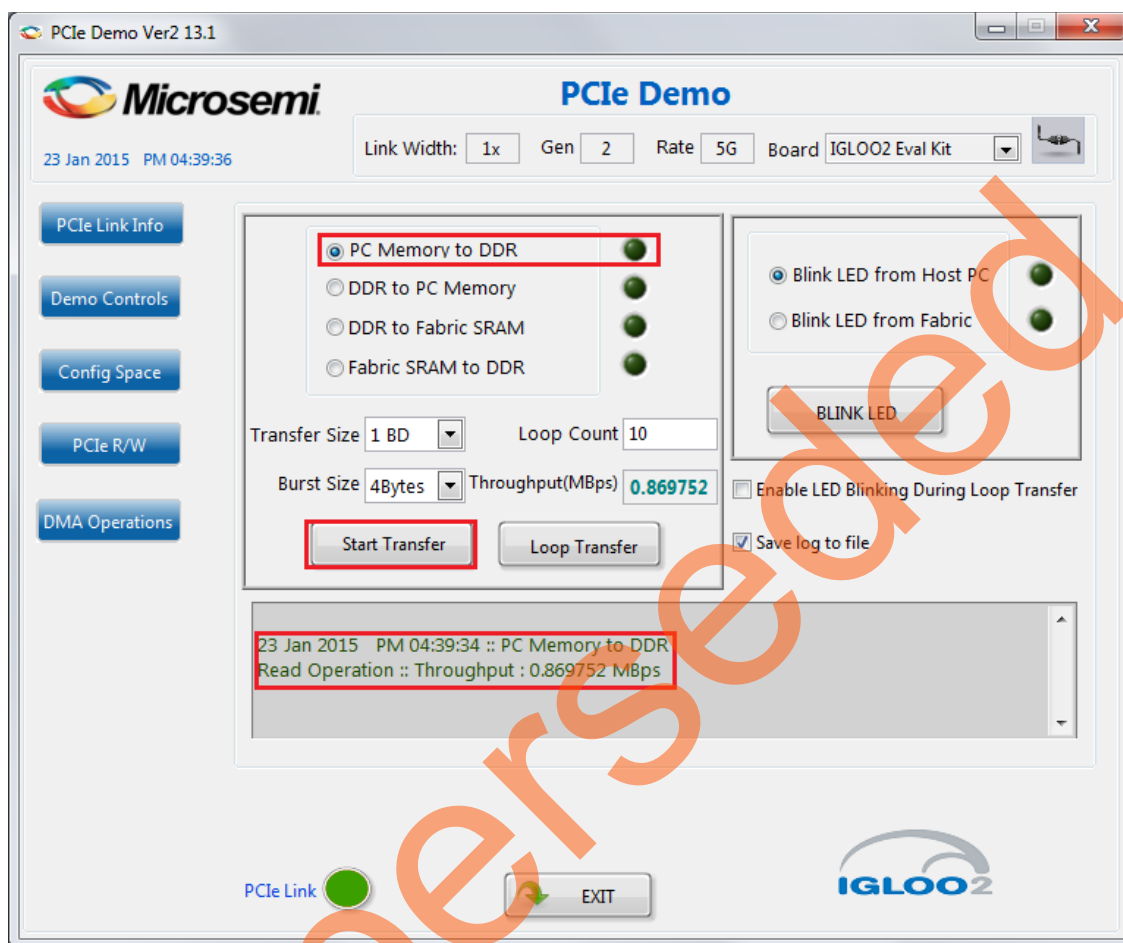 PCIe Demo Ver2 13.1
Microsemi.
PCIe Demo
23 Jan 2015 PM 04:39:36
Link Width: 1x Gen 2 Rate 5G Board IGLOO2 Eval Kit
PCIe Link Info
Demo Controls
Config Space
PCIe R/W
DMA Operations
PC Memory to DDR
DDR to PC Memory
DDR to Fabric SRAM
Fabric SRAM to DDR
Transfer Size 1 BD Loop Count 10
Burst Size 4Bytes Throughput(MBps) 0.869752
Start Transfer Loop Transfer
Blink LED from Host PC
Blink LED from Fabric
BLINK LED
Enable LED Blinking During Loop Transfer
Save log to file
23 Jan 2015 PM 04:39:34 :: PC Memory to DDR
Read Operation :: Throughput : 0.869752 MBps
PCIe Link
EXIT
IGLOO2
perseded